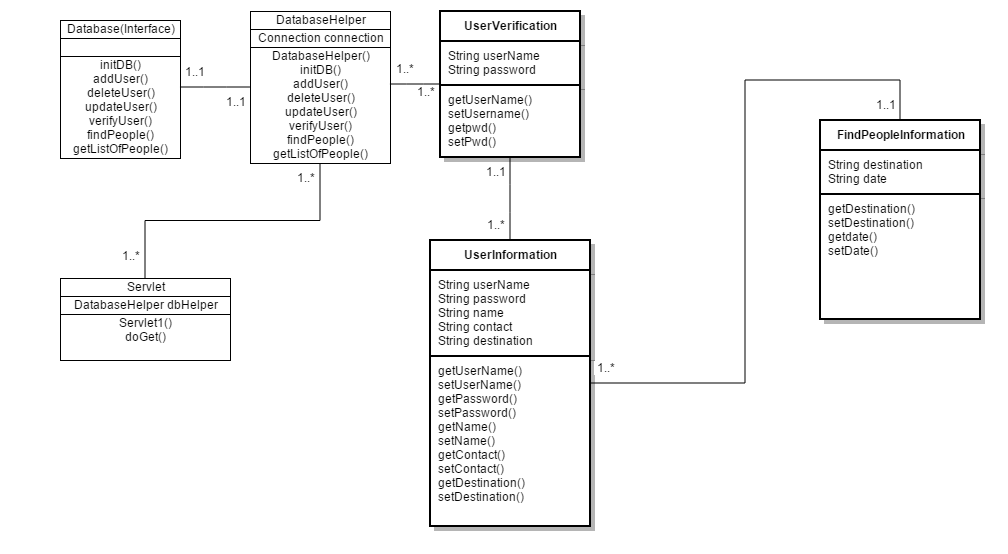 Database(Interface)
initDB()
addUser()
deleteUser()
updateUser()
verifyUser()
findPeople()
getListOfPeople()
1..1
1..1
DatabaseHelper
Connection connection
DatabaseHelper()
initDB()
addUser()
deleteUser()
updateUser()
verifyUser()
findPeople()
getListOfPeople()
1..*
1..*
UserVerification
String userName
String password
getUserName()
setUsername()
getpwd()
setPwd()
1..1
1..*
1..*
1..*
Servlet
DatabaseHelper dbHelper
Servlet1()
doGet()
UserInformation
String userName
String password
String name
String contact
String destination
getUserName()
setUserName()
getPassword()
setPassword()
getName()
setName()
getContact()
setContact()
getDestination()
setDestination()
1..*
1..1
FindPeopleInformation
String destination
String date
getDestination()
setDestination()
getdate()
setDate()